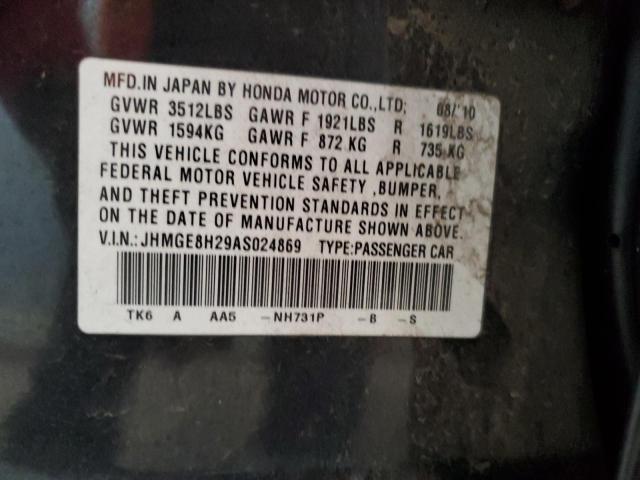 MFD.IN JAPAN BY HONDA MOTOR CO.,LTD; 08/'10
GVWR 3512LBS GAWR F 1921LBS R 1619LBS
GVWR 1594KG GAWR F 872 KG R 735 KG
THIS VEHICLE CONFORMS TO ALL APPLICABLE
FEDERAL MOTOR VEHICLE SAFETY ,BUMPER,
AND THEFT PREVENTION STANDARDS IN EFFECT
ON THE DATE OF MANUFACTURE SHOWN ABOVE.
V.I.N.:JHMGE8H29AS024869 TYPE:PASSENGER CAR
TK6 A AA5 -NH731P -B -S